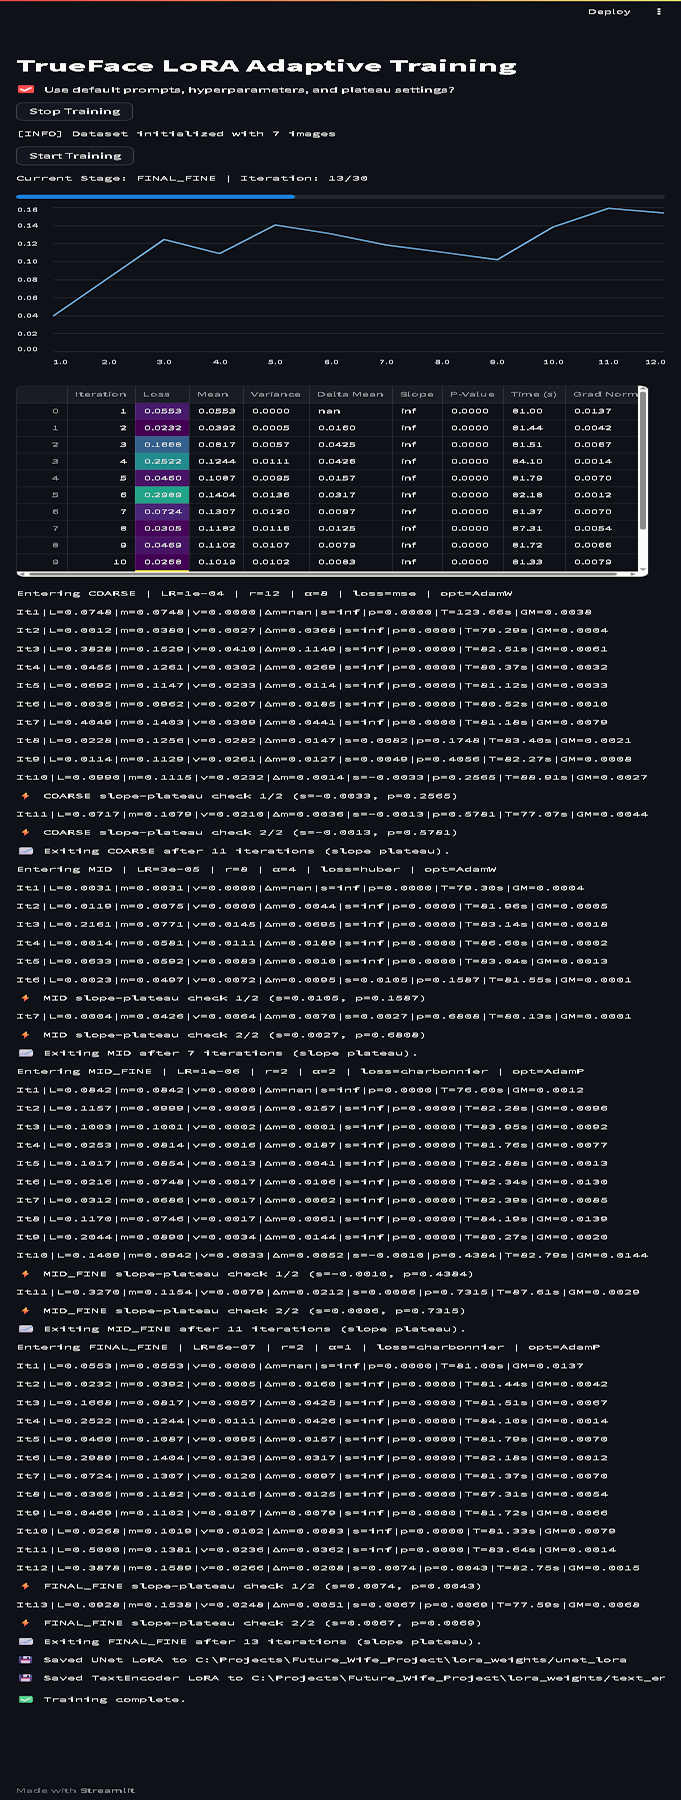 Deploy
TrueFace LoRA Adaptive Training
Use default prompts, hyperparameters, and plateau settings?
Stop Training
[INFO] Dataset initialized with 7 images
Start Training
Current Stage: FINAL_FINE | Iteration: 13/30
0.16
0.14
0.12
0.10
0.08
0.06
0.04
0.02
0.00
1.0 2.0 3.0 4.0 5.0 6.0 7.0 8.0 9.0 10.0 11.0 12.0
Iteration Loss Mean Variance Delta Mean Slope P-Value Time (s) Grad Norm
0 1 0.0553 0.0553 0.0000 nan inf 0.0000 81.00 0.0137
1 2 0.0232 0.0392 0.0005 0.0160 inf 0.0000 81.44 0.0042
2 3 0.1668 0.0817 0.0057 0.0425 inf 0.0000 81.51 0.0067
3 4 0.2522 0.1244 0.0111 0.0426 inf 0.0000 84.10 0.0014
4 5 0.0460 0.1087 0.0095 0.0157 inf 0.0000 81.79 0.0070
5 6 0.2989 0.1404 0.0136 0.0317 inf 0.0000 82.18 0.0012
6 7 0.0724 0.1307 0.0120 0.0097 inf 0.0000 81.37 0.0070
7 8 0.0305 0.1182 0.0116 0.0125 inf 0.0000 87.31 0.0054
8 9 0.0469 0.1102 0.0107 0.0079 inf 0.0000 81.72 0.0066
9 10 0.0268 0.1019 0.0102 0.0083 inf 0.0000 81.33 0.0079
Entering COARSE | LR=1e-04 | r=12 | α=8 | loss=mse | opt=AdamW
It1|L=0.0748|m=0.0748|v=0.0000|Δm=nan|s=inf|p=0.0000|T=123.66s|GM=0.0038
It2|L=0.0012|m=0.0380|v=0.0027|Δm=0.0368|s=inf|p=0.0000|T=79.29s|GM=0.0004
It3|L=0.3828|m=0.1529|v=0.0410|Δm=0.1149|s=inf|p=0.0000|T=82.51s|GM=0.0061
It4|L=0.0455|m=0.1261|v=0.0302|Δm=0.0269|s=inf|p=0.0000|T=80.37s|GM=0.0032
It5|L=0.0692|m=0.1147|v=0.0233|Δm=0.0114|s=inf|p=0.0000|T=81.12s|GM=0.0033
It6|L=0.0035|m=0.0962|v=0.0207|Δm=0.0185|s=inf|p=0.0000|T=80.52s|GM=0.0010
It7|L=0.4049|m=0.1403|v=0.0309|Δm=0.0441|s=inf|p=0.0000|T=81.18s|GM=0.0079
It8|L=0.0228|m=0.1256|v=0.0282|Δm=0.0147|s=0.0082|p=0.1748|T=83.40s|GM=0.0021
It9|L=0.0114|m=0.1129|v=0.0261|Δm=0.0127|s=0.0049|p=0.4056|T=82.27s|GM=0.0008
It10|L=0.0990|m=0.1115|v=0.0232|Δm=0.0014|s=-0.0033|p=0.2565|T=88.91s|GM=0.0027
COARSE slope-plateau check 1/2 (s=-0.0033, p=0.2565)
It11|L=0.0717|m=0.1079|v=0.0210|Δm=0.0036|s=-0.0013|p=0.5781|T=77.07s|GM=0.0044
COARSE slope-plateau check 2/2 (s=-0.0013, p=0.5781)
Exiting COARSE after 11 iterations (slope plateau).
Entering MID | LR=3e-05 | r=8 | α=4 | loss=huber | opt=AdamW
It1|L=0.0031|m=0.0031|v=0.0000|Δm=nan|s=inf|p=0.0000|T=79.30s|GM=0.0004
It2|L=0.0119|m=0.0075|v=0.0000|Δm=0.0044|s=inf|p=0.0000|T=81.96s|GM=0.0005
It3|L=0.2161|m=0.0771|v=0.0145|Δm=0.0695|s=inf|p=0.0000|T=83.14s|GM=0.0018
It4|L=0.0014|m=0.0581|v=0.0111|Δm=0.0189|s=inf|p=0.0000|T=86.60s|GM=0.0002
It5|L=0.0633|m=0.0592|v=0.0083|Δm=0.0010|s=inf|p=0.0000|T=83.04s|GM=0.0013
It6|L=0.0023|m=0.0497|v=0.0072|Δm=0.0095|s=0.0105|p=0.1587|T=81.55s|GM=0.0001
MID slope-plateau check 1/2 (s=0.0105, p=0.1587)
It7|L=0.0004|m=0.0426|v=0.0064|Δm=0.0070|s=0.0027|p=0.6808|T=80.13s|GM=0.0001
MID slope-plateau check 2/2 (s=0.0027, p=0.6808)
Exiting MID after 7 iterations (slope plateau).
Entering MID_FINE | LR=1e-06 | r=2 | α=2 | loss=charbonnier | opt=AdamP
It1|L=0.0842|m=0.0842|v=0.0000|Δm=nan|s=inf|p=0.0000|T=76.60s|GM=0.0012
It2|L=0.1157|m=0.0999|v=0.0005|Δm=0.0157|s=inf|p=0.0000|T=82.28s|GM=0.0096
It3|L=0.1003|m=0.1001|v=0.0002|Δm=0.0001|s=inf|p=0.0000|T=83.95s|GM=0.0092
It4|L=0.0253|m=0.0814|v=0.0016|Δm=0.0187|s=inf|p=0.0000|T=81.76s|GM=0.0077
It5|L=0.1017|m=0.0854|v=0.0013|Δm=0.0041|s=inf|p=0.0000|T=82.88s|GM=0.0013
It6|L=0.0216|m=0.0748|v=0.0017|Δm=0.0106|s=inf|p=0.0000|T=82.34s|GM=0.0130
It7|L=0.0312|m=0.0686|v=0.0017|Δm=0.0062|s=inf|p=0.0000|T=82.39s|GM=0.0085
It8|L=0.1170|m=0.0746|v=0.0017|Δm=0.0061|s=inf|p=0.0000|T=84.19s|GM=0.0139
It9|L=0.2044|m=0.0890|v=0.0034|Δm=0.0144|s=inf|p=0.0000|T=80.27s|GM=0.0020
It10|L=0.1409|m=0.0942|v=0.0033|Δm=0.0052|s=-0.0010|p=0.4384|T=82.79s|GM=0.0144
MID_FINE slope-plateau check 1/2 (s=-0.0010, p=0.4384)
It11|L=0.3270|m=0.1154|v=0.0079|Δm=0.0212|s=0.0006|p=0.7315|T=87.61s|GM=0.0029
MID_FINE slope-plateau check 2/2 (s=0.0006, p=0.7315)
Exiting MID_FINE after 11 iterations (slope plateau).
Entering FINAL_FINE | LR=5e-07 | r=2 | α=1 | loss=charbonnier | opt=AdamP
It1|L=0.0553|m=0.0553|v=0.0000|Δm=nan|s=inf|p=0.0000|T=81.00s|GM=0.0137
It2|L=0.0232|m=0.0392|v=0.0005|Δm=0.0160|s=inf|p=0.0000|T=81.44s|GM=0.0042
It3|L=0.1668|m=0.0817|v=0.0057|Δm=0.0425|s=inf|p=0.0000|T=81.51s|GM=0.0067
It4|L=0.2522|m=0.1244|v=0.0111|Δm=0.0426|s=inf|p=0.0000|T=84.10s|GM=0.0014
It5|L=0.0460|m=0.1087|v=0.0095|Δm=0.0157|s=inf|p=0.0000|T=81.79s|GM=0.0070
It6|L=0.2989|m=0.1404|v=0.0136|Δm=0.0317|s=inf|p=0.0000|T=82.18s|GM=0.0012
It7|L=0.0724|m=0.1307|v=0.0120|Δm=0.0097|s=inf|p=0.0000|T=81.37s|GM=0.0070
It8|L=0.0305|m=0.1182|v=0.0116|Δm=0.0125|s=inf|p=0.0000|T=87.31s|GM=0.0054
It9|L=0.0469|m=0.1102|v=0.0107|Δm=0.0079|s=inf|p=0.0000|T=81.72s|GM=0.0066
It10|L=0.0268|m=0.1019|v=0.0102|Δm=0.0083|s=inf|p=0.0000|T=81.33s|GM=0.0079
It11|L=0.5000|m=0.1381|v=0.0236|Δm=0.0362|s=inf|p=0.0000|T=83.64s|GM=0.0014
It12|L=0.3878|m=0.1589|v=0.0266|Δm=0.0208|s=0.0074|p=0.0043|T=82.75s|GM=0.0015
FINAL_FINE slope-plateau check 1/2 (s=0.0074, p=0.0043)
It13|L=0.0928|m=0.1538|v=0.0248|Δm=0.0051|s=0.0067|p=0.0069|T=77.59s|GM=0.0068
FINAL_FINE slope-plateau check 2/2 (s=0.0067, p=0.0069)
Exiting FINAL_FINE after 13 iterations (slope plateau).
Saved UNet LoRA to C:\Projects\Future_Wife_Project\lora_weights/unet_lora
Saved TextEncoder LoRA to C:\Projects\Future_Wife_Project\lora_weights/text_er
Training complete.
Made with Streamlit